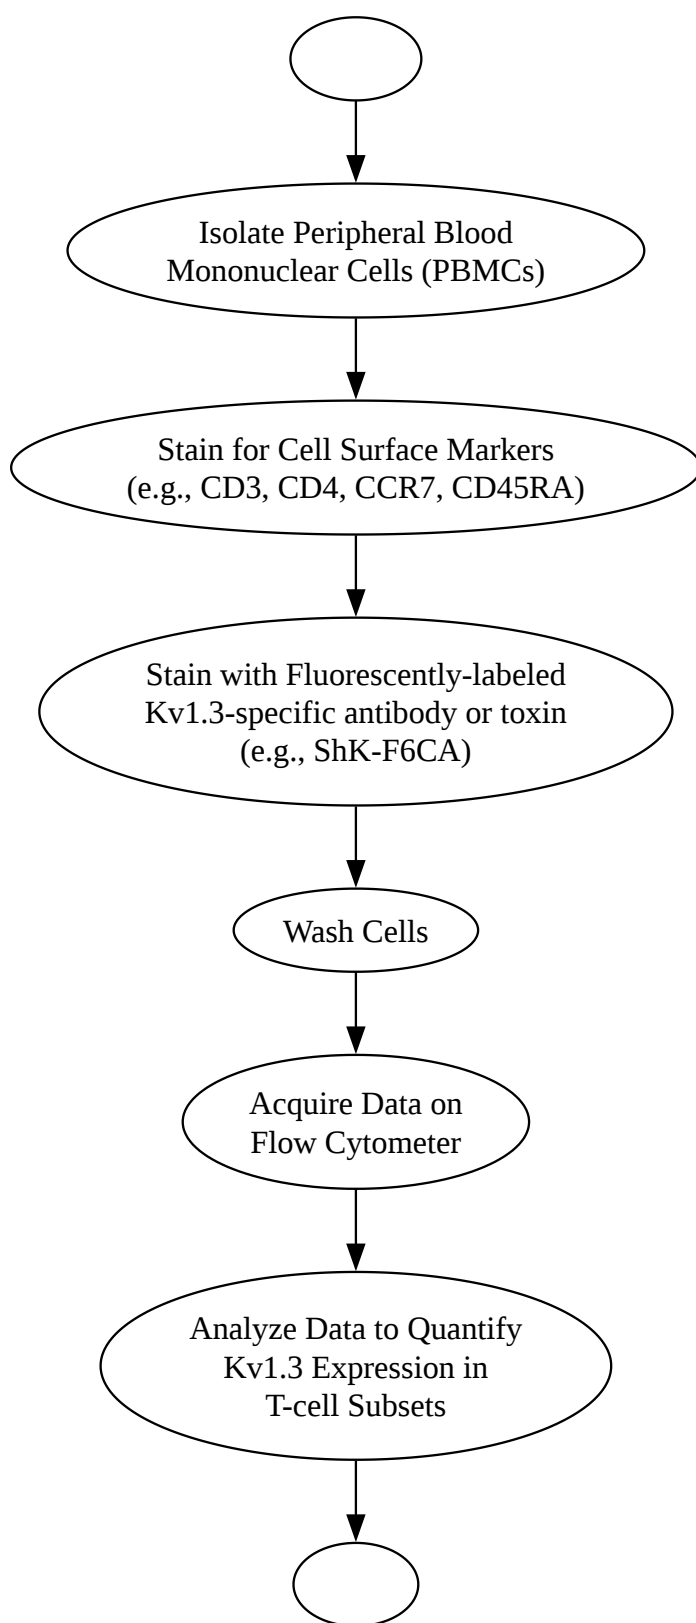 Isolate Peripheral Blood
Mononuclear Cells (PBMCs)
Stain for Cell Surface Markers
(e.g., CD3, CD4, CCR7, CD45RA)
Stain with Fluorescently-labeled
Kv1.3-specific antibody or toxin
(e.g., ShK-F6CA)
Wash Cells
Acquire Data on
Flow Cytometer
Analyze Data to Quantify
Kv1.3 Expression in
T-cell Subsets